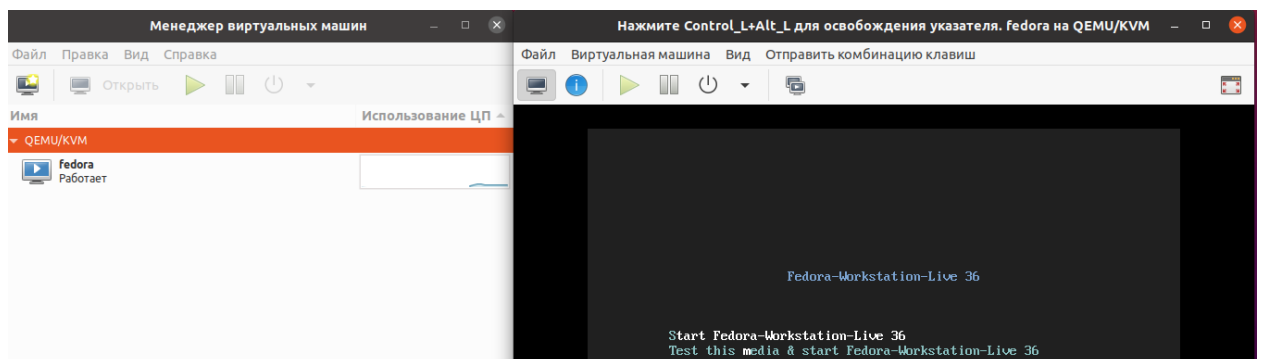 Менеджер виртуальных машин
Файл Правка Вид Справка
Открыть
Имя Использование ЦП
QEMU/KVM
fedora
Работает
Нажмите Control_L+Alt_L для освобождения указателя. fedora на QEMU/KVM
Файл Виртуальная машина Вид Отправить комбинацию клавиш
Fedora-Workstation-Live 36
Start Fedora-Workstation-Live 36
Test this media & start Fedora-Workstation-Live 36